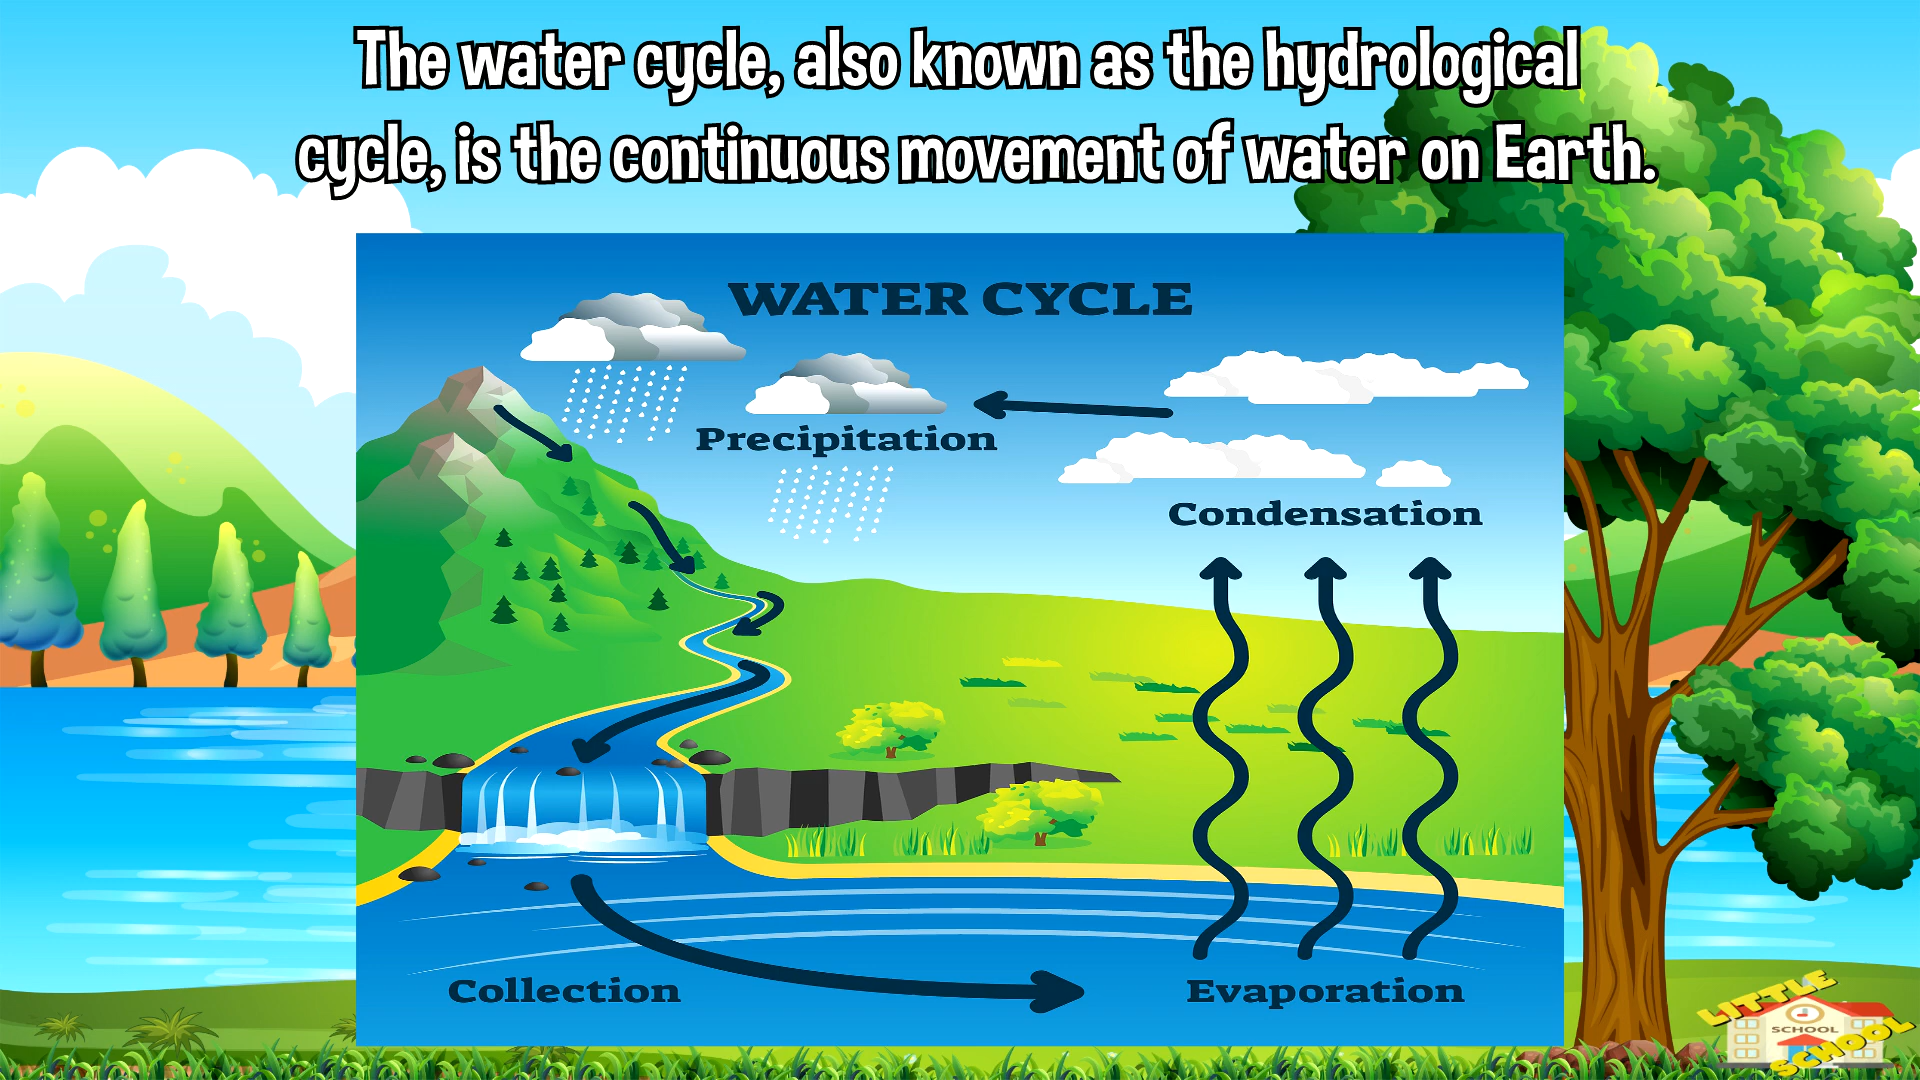 The water cycle, also known as the hydrological
cycle, is the continuous movement of water on Earth.
WATER CYCLE
Precipitation
Condensation
Collection
Evaporation
LITTLE
SCHOOL
SCHOOL